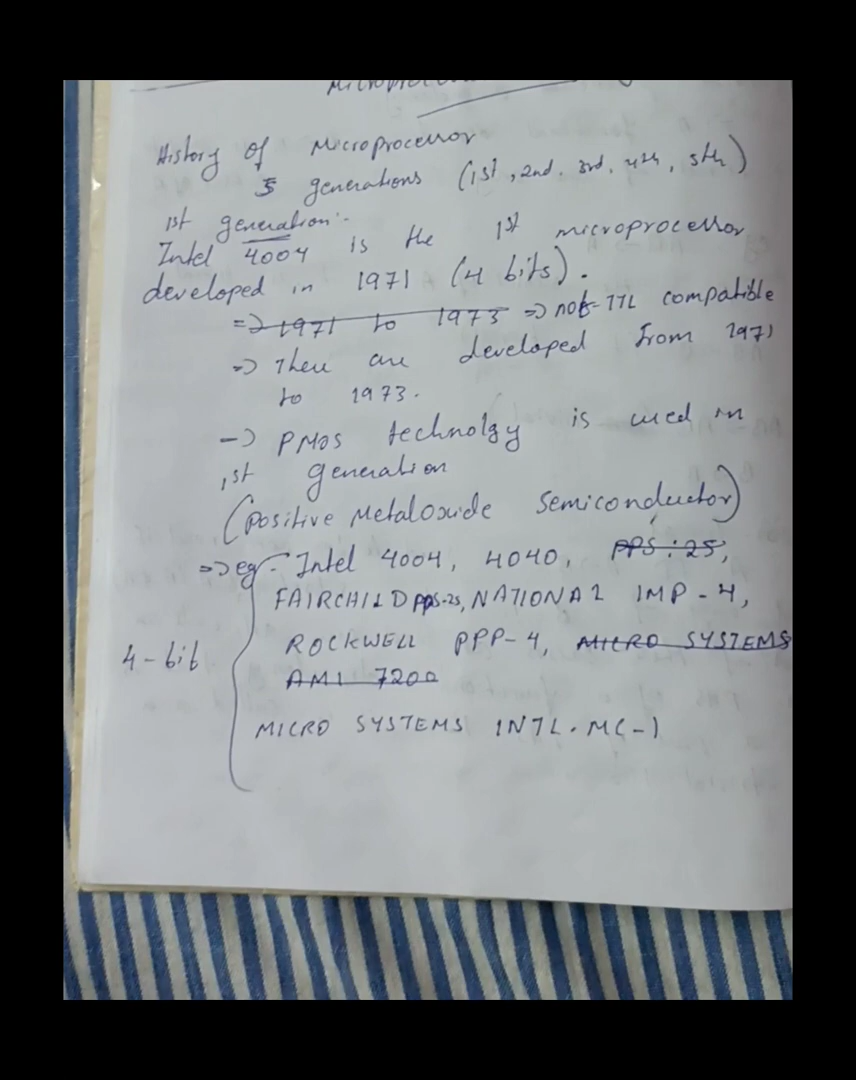 History of Microprocessor
5 generations (1st, 2nd, 3rd, 4th, 5th)
1st generation:-
Intel 4004 is the 1st microprocessor
developed in 1971 (4 bits).
=> 1971 to 1973 => not TTL compatible
=> These are developed from 1971
to 1973.
-> PMOS technolgy is used in
1st generation
(Positive Metaloxide Semiconductor)
=> eg - Intel 4004, 4040, PPS:25,
FAIRCHILD pps-25, NATIONAL IMP-4,
4-bit ROCKWELL PPP-4, MICRO SYSTEMS
AMI 7200
MICRO SYSTEMS INTL. MC-1